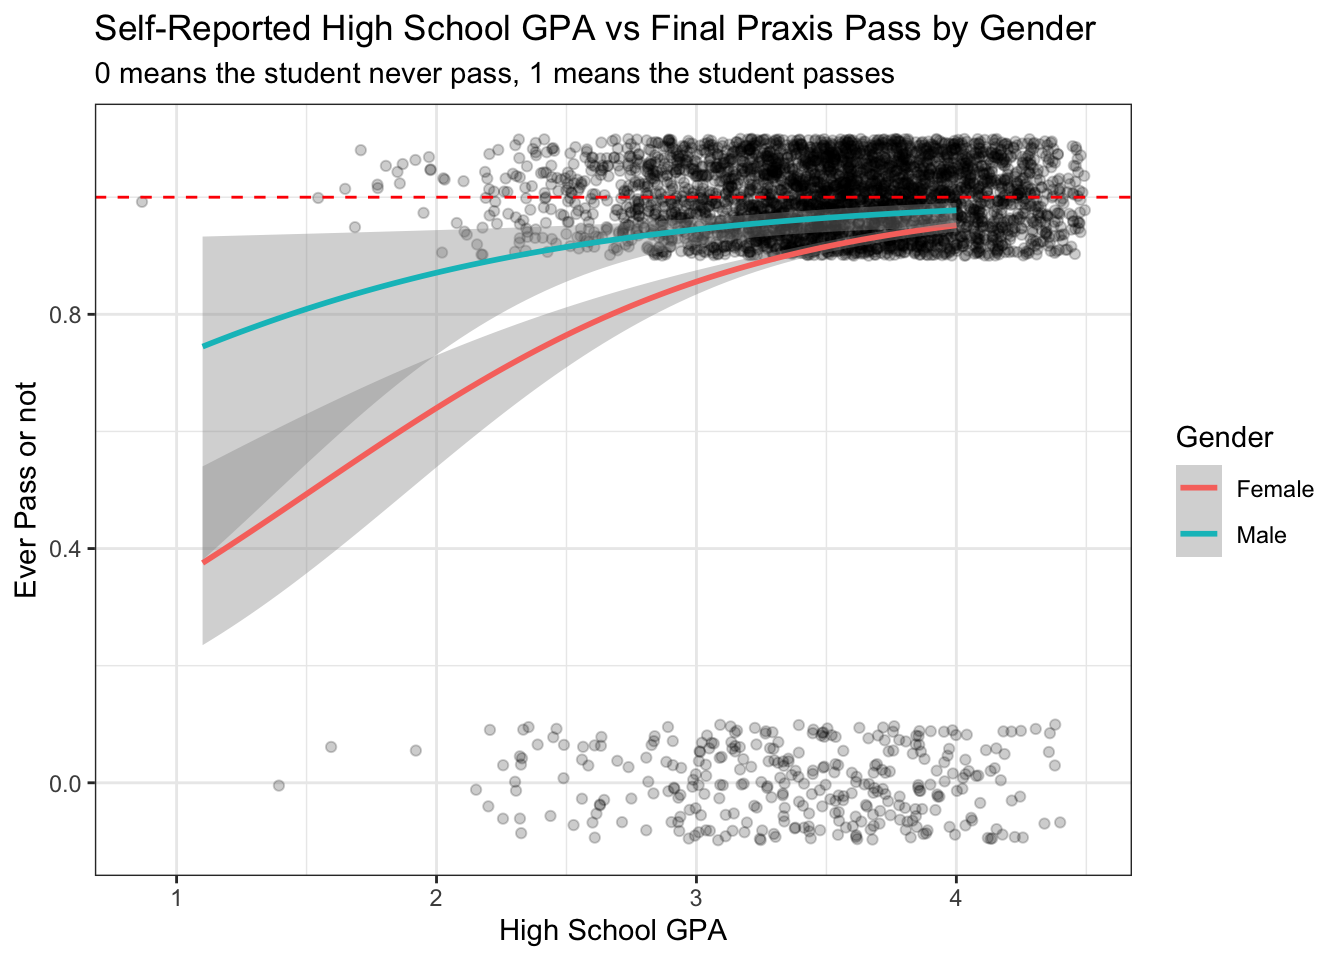 Self-Reported High School GPA vs Final Praxis Pass by Gender
0 means the student never pass, 1 means the student passes
Ever Pass or not
0.8
0.4
0.0
1
2
3
4
High School GPA
Gender
Female
Male